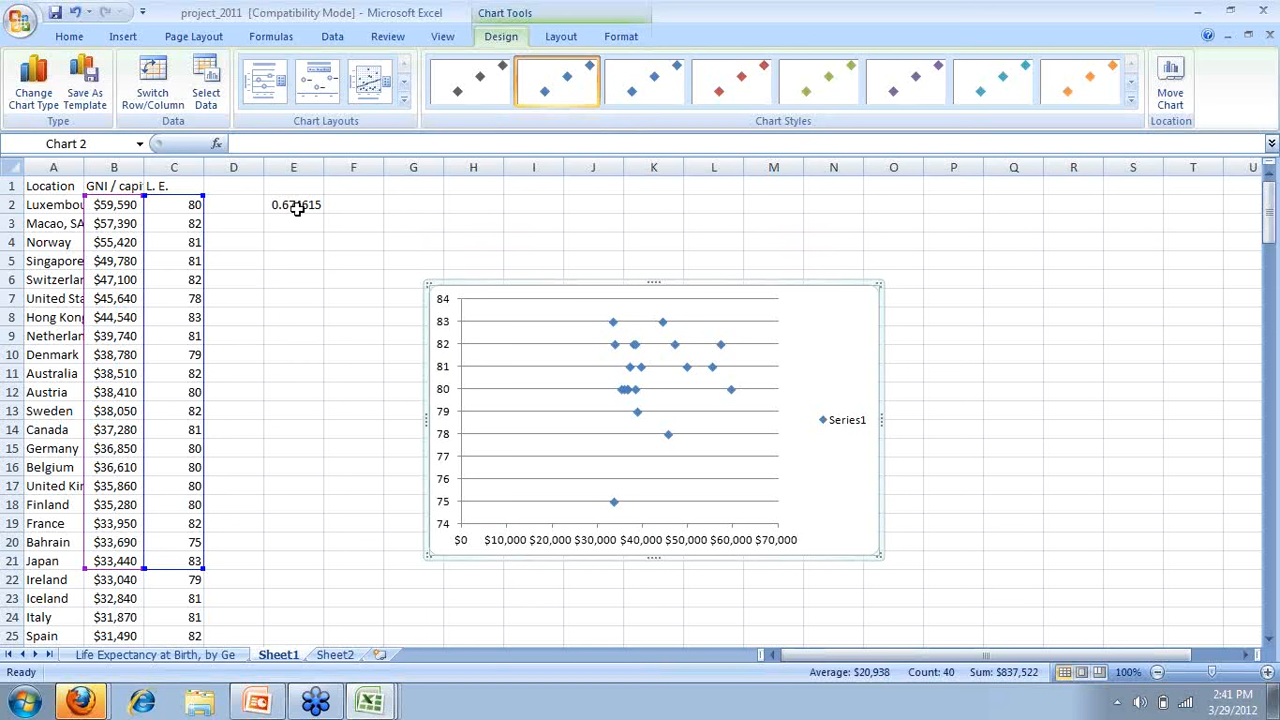 project_2011 [Compatibility Mode] - Microsoft Excel
Chart Tools
Home Insert Page Layout Formulas Data Review View Design Layout Format
Change Chart Type
Save As Template
Switch Row/Column
Select Data
Move Chart
Type Data Chart Layouts Chart Styles Location
Chart 2 fx
A B C D E F G H I J K L M N O P Q R S T U
1 Location GNI / capi L. E.
2 Luxembou $59,590 80 0.671615
3 Macao, SA $57,390 82
4 Norway $55,420 81
5 Singapore $49,780 81
6 Switzerlan $47,100 82
7 United Sta $45,640 78
8 Hong Kong $44,540 83
9 Netherlan $39,740 81
10 Denmark $38,780 79
11 Australia $38,510 82
12 Austria $38,410 80
13 Sweden $38,050 82
14 Canada $37,280 81
15 Germany $36,850 80
16 Belgium $36,610 80
17 United Kin $35,860 80
18 Finland $35,280 80
19 France $33,950 82
20 Bahrain $33,690 75
21 Japan $33,440 83
22 Ireland $33,040 79
23 Iceland $32,840 81
24 Italy $31,870 81
25 Spain $31,490 82
84
83
82
81
80
79
78
77
76
75
74
$0 $10,000 $20,000 $30,000 $40,000 $50,000 $60,000 $70,000
Series1
Life Expectancy at Birth, by Ge Sheet1 Sheet2
Ready Average: $20,938 Count: 40 Sum: $837,522 100%
2:41 PM
3/29/2012